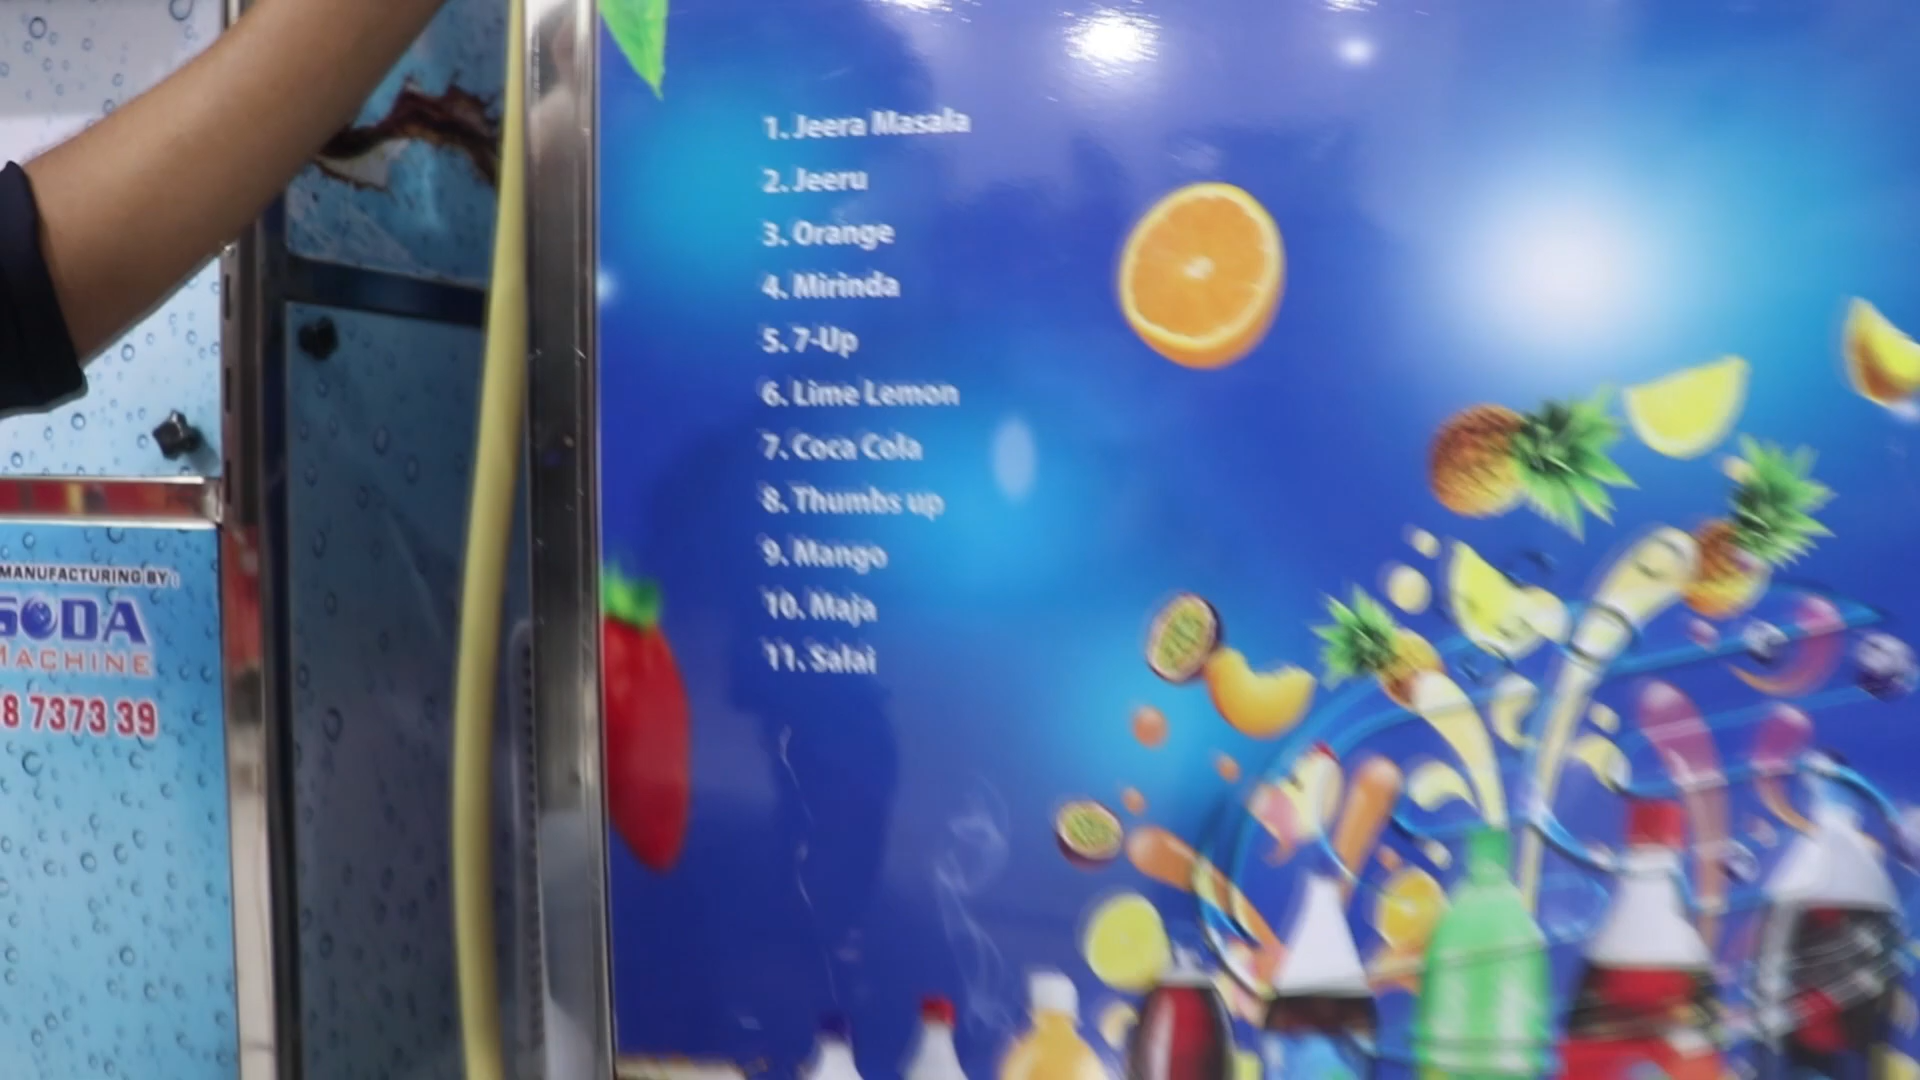 1. Jeera Masala
2. Jeeru
3. Orange
4. Mirinda
5. 7-Up
6. Lime Lemon
7. Coca Cola
8. Thumbs up
9. Mango
10. Maja
11. Salai
MANUFACTURING BY :
SODA
MACHINE
8 7373 39